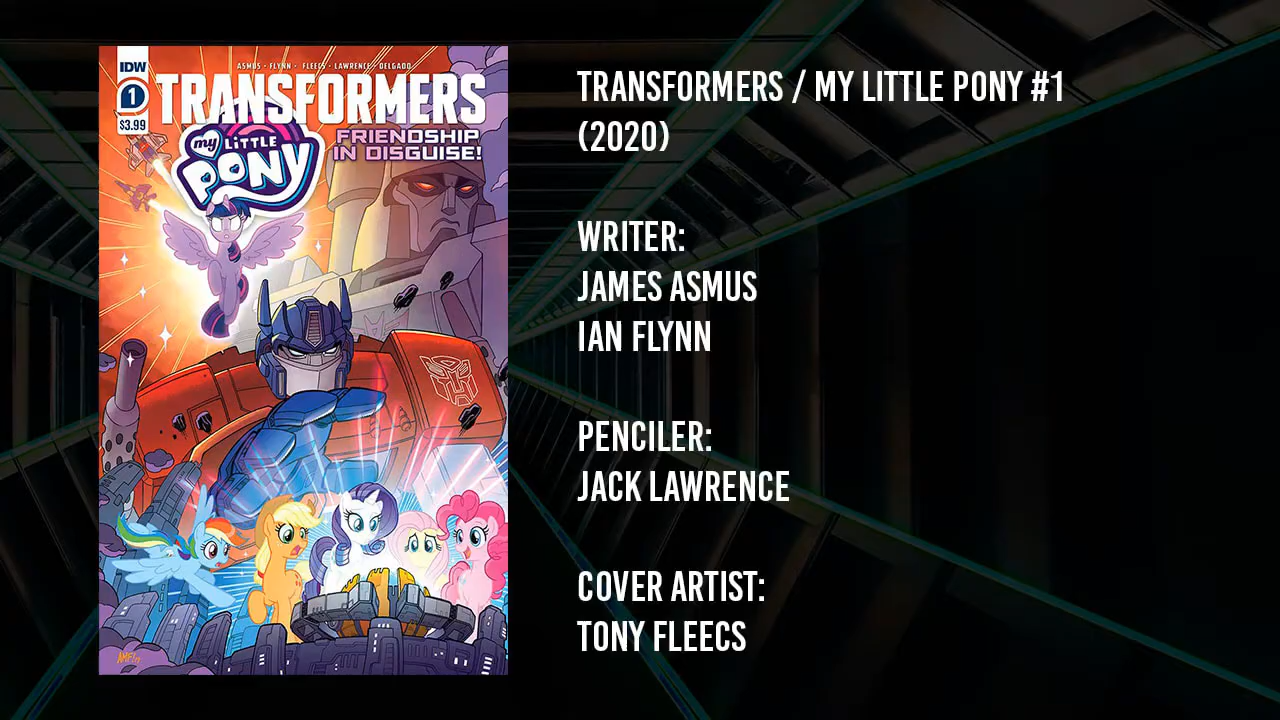 IDW
1
$3.99
ASMUS • FLYNN • FLEECS • LAWRENCE • DELGADO
TRANSFORMERS
my LiTTLE PONY
FRIENDSHIP
IN DISGUISE!
TRANSFORMERS / MY LITTLE PONY #1
(2020)
WRITER:
JAMES ASMUS
IAN FLYNN
PENCILER:
JACK LAWRENCE
COVER ARTIST:
TONY FLEECS